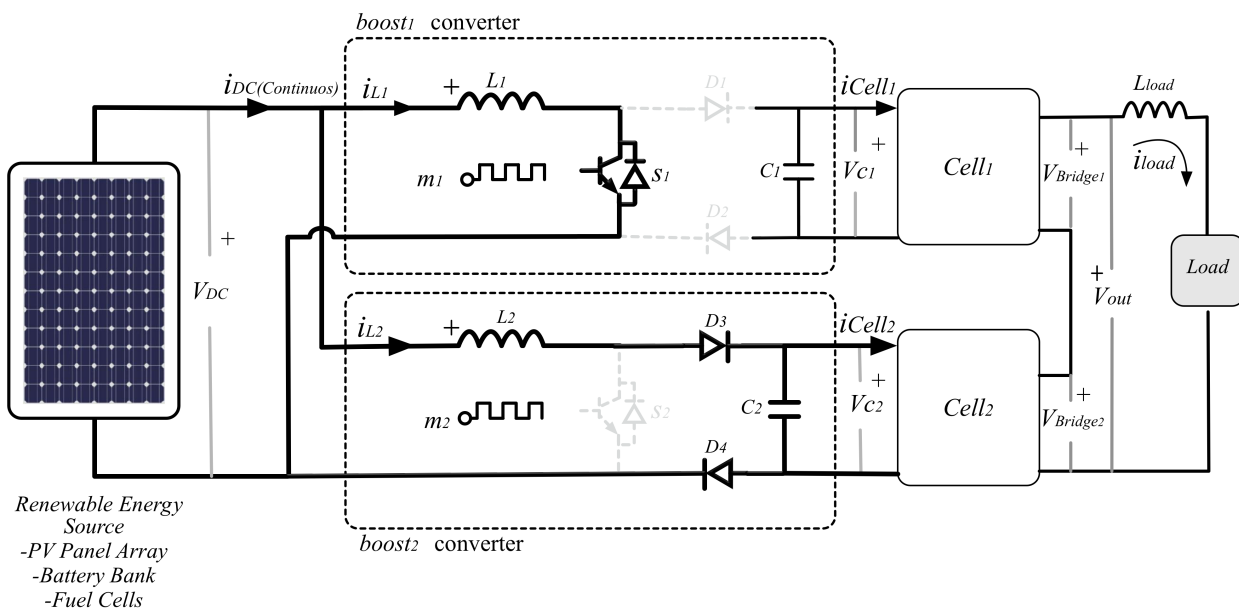 boost1 converter
iDC(Continuos)
iL1
+
L1
D1
iCell1
Lload
m1
S1
C1
+
VC1
Cell1
+
VBridge1
iload
D2
+
VDC
+
Vout
Load
iL2
+
L2
D3
iCell2
m2
S2
C2
+
VC2
Cell2
+
VBridge2
D4
Renewable Energy
Source
-PV Panel Array
-Battery Bank
-Fuel Cells
boost2 converter